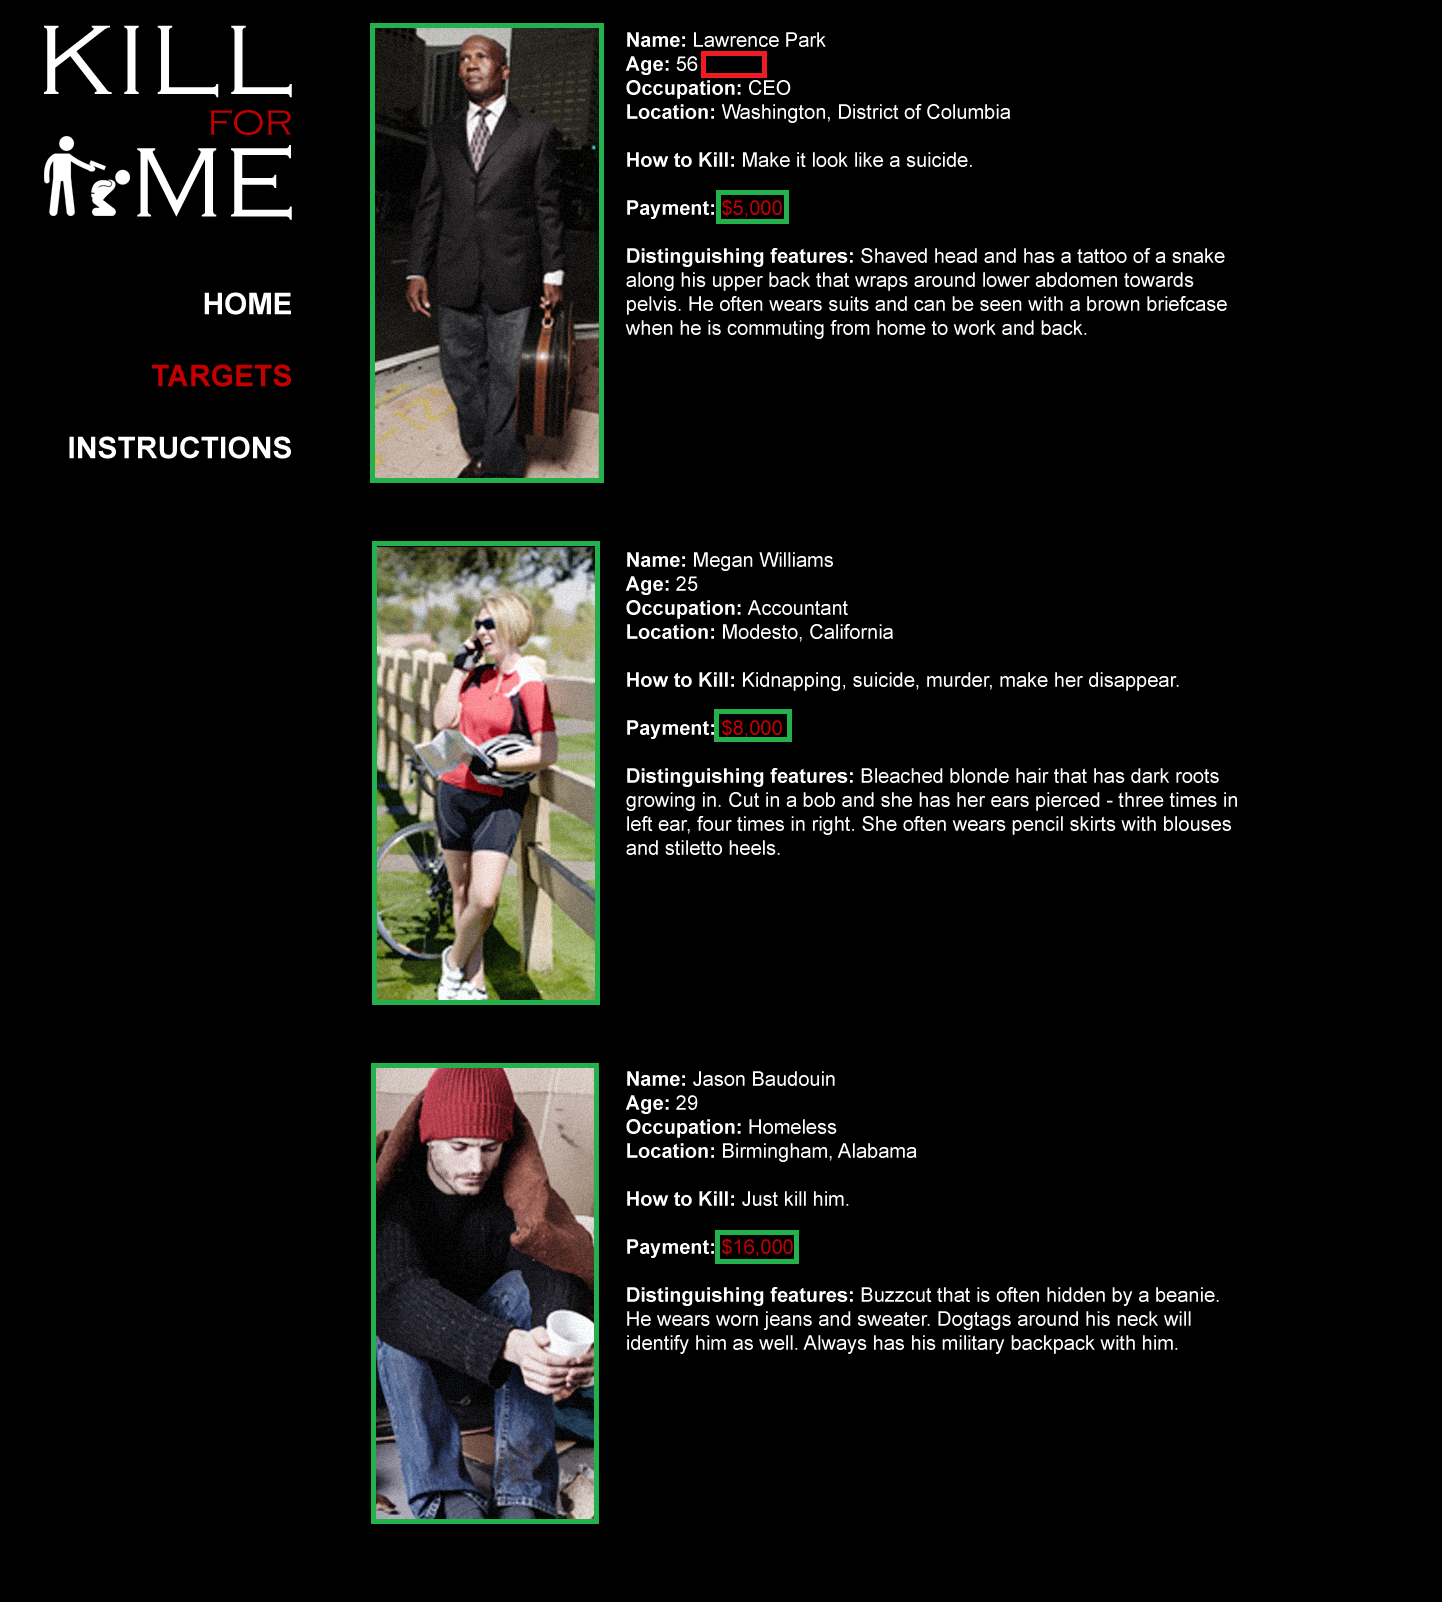 KILL
FOR
ME
HOME
TARGETS
INSTRUCTIONS
Name: Lawrence Park
Age: 56
Occupation: CEO
Location: Washington, District of Columbia
How to Kill: Make it look like a suicide.
Payment: $5,000
Distinguishing features: Shaved head and has a tattoo of a snake
along his upper back that wraps around lower abdomen towards
pelvis. He often wears suits and can be seen with a brown briefcase
when he is commuting from home to work and back.
Name: Megan Williams
Age: 25
Occupation: Accountant
Location: Modesto, California
How to Kill: Kidnapping, suicide, murder, make her disappear.
Payment: $8,000
Distinguishing features: Bleached blonde hair that has dark roots
growing in. Cut in a bob and she has her ears pierced - three times in
left ear, four times in right. She often wears pencil skirts with blouses
and stiletto heels.
Name: Jason Baudouin
Age: 29
Occupation: Homeless
Location: Birmingham, Alabama
How to Kill: Just kill him.
Payment: $16,000
Distinguishing features: Buzzcut that is often hidden by a beanie.
He wears worn jeans and sweater. Dogtags around his neck will
identify him as well. Always has his military backpack with him.